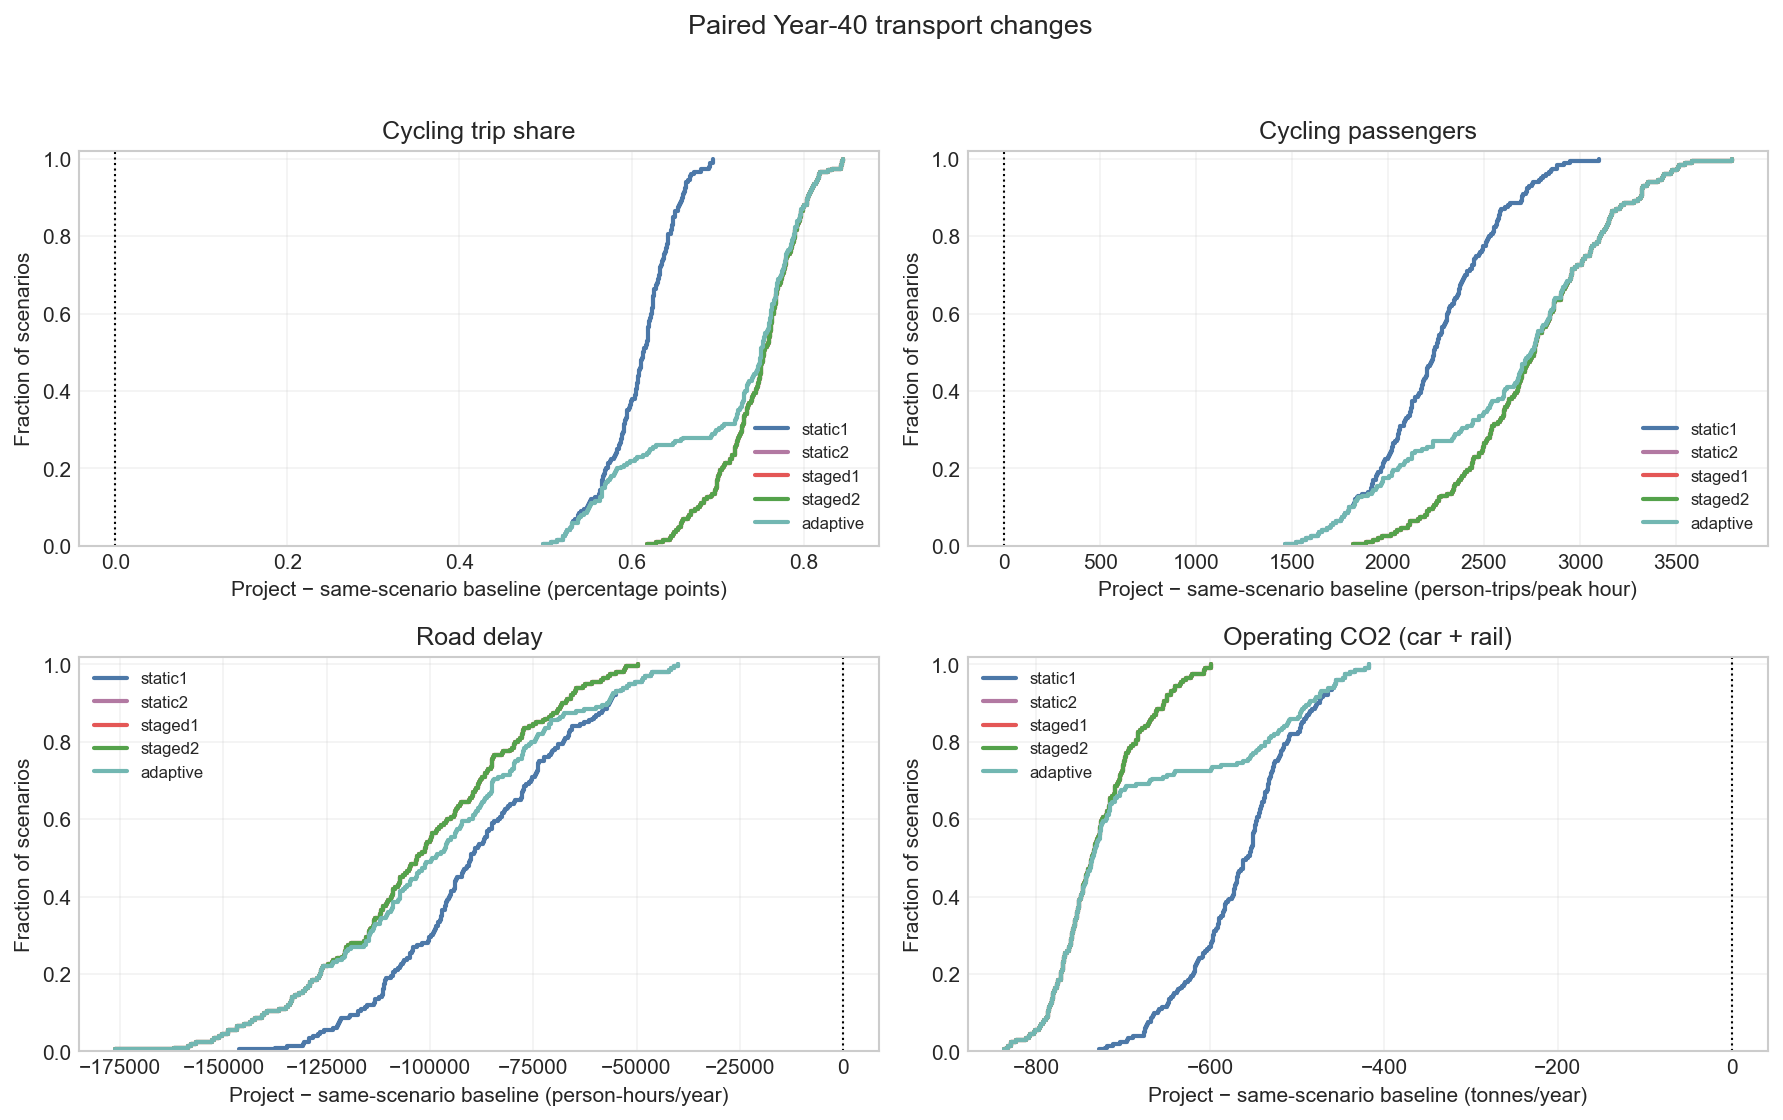 Paired Year-40 transport changes
Cycling trip share
Fraction of scenarios
1.0
0.8
0.6
0.4
0.2
0.0
static1
static2
staged1
staged2
adaptive
0.0 0.2 0.4 0.6 0.8
Project − same-scenario baseline (percentage points)
Cycling passengers
Fraction of scenarios
1.0
0.8
0.6
0.4
0.2
0.0
static1
static2
staged1
staged2
adaptive
0 500 1000 1500 2000 2500 3000 3500
Project − same-scenario baseline (person-trips/peak hour)
Road delay
Fraction of scenarios
1.0
0.8
0.6
0.4
0.2
0.0
static1
static2
staged1
staged2
adaptive
−175000 −150000 −125000 −100000 −75000 −50000 −25000 0
Project − same-scenario baseline (person-hours/year)
Operating CO2 (car + rail)
Fraction of scenarios
1.0
0.8
0.6
0.4
0.2
0.0
static1
static2
staged1
staged2
adaptive
−800 −600 −400 −200 0
Project − same-scenario baseline (tonnes/year)